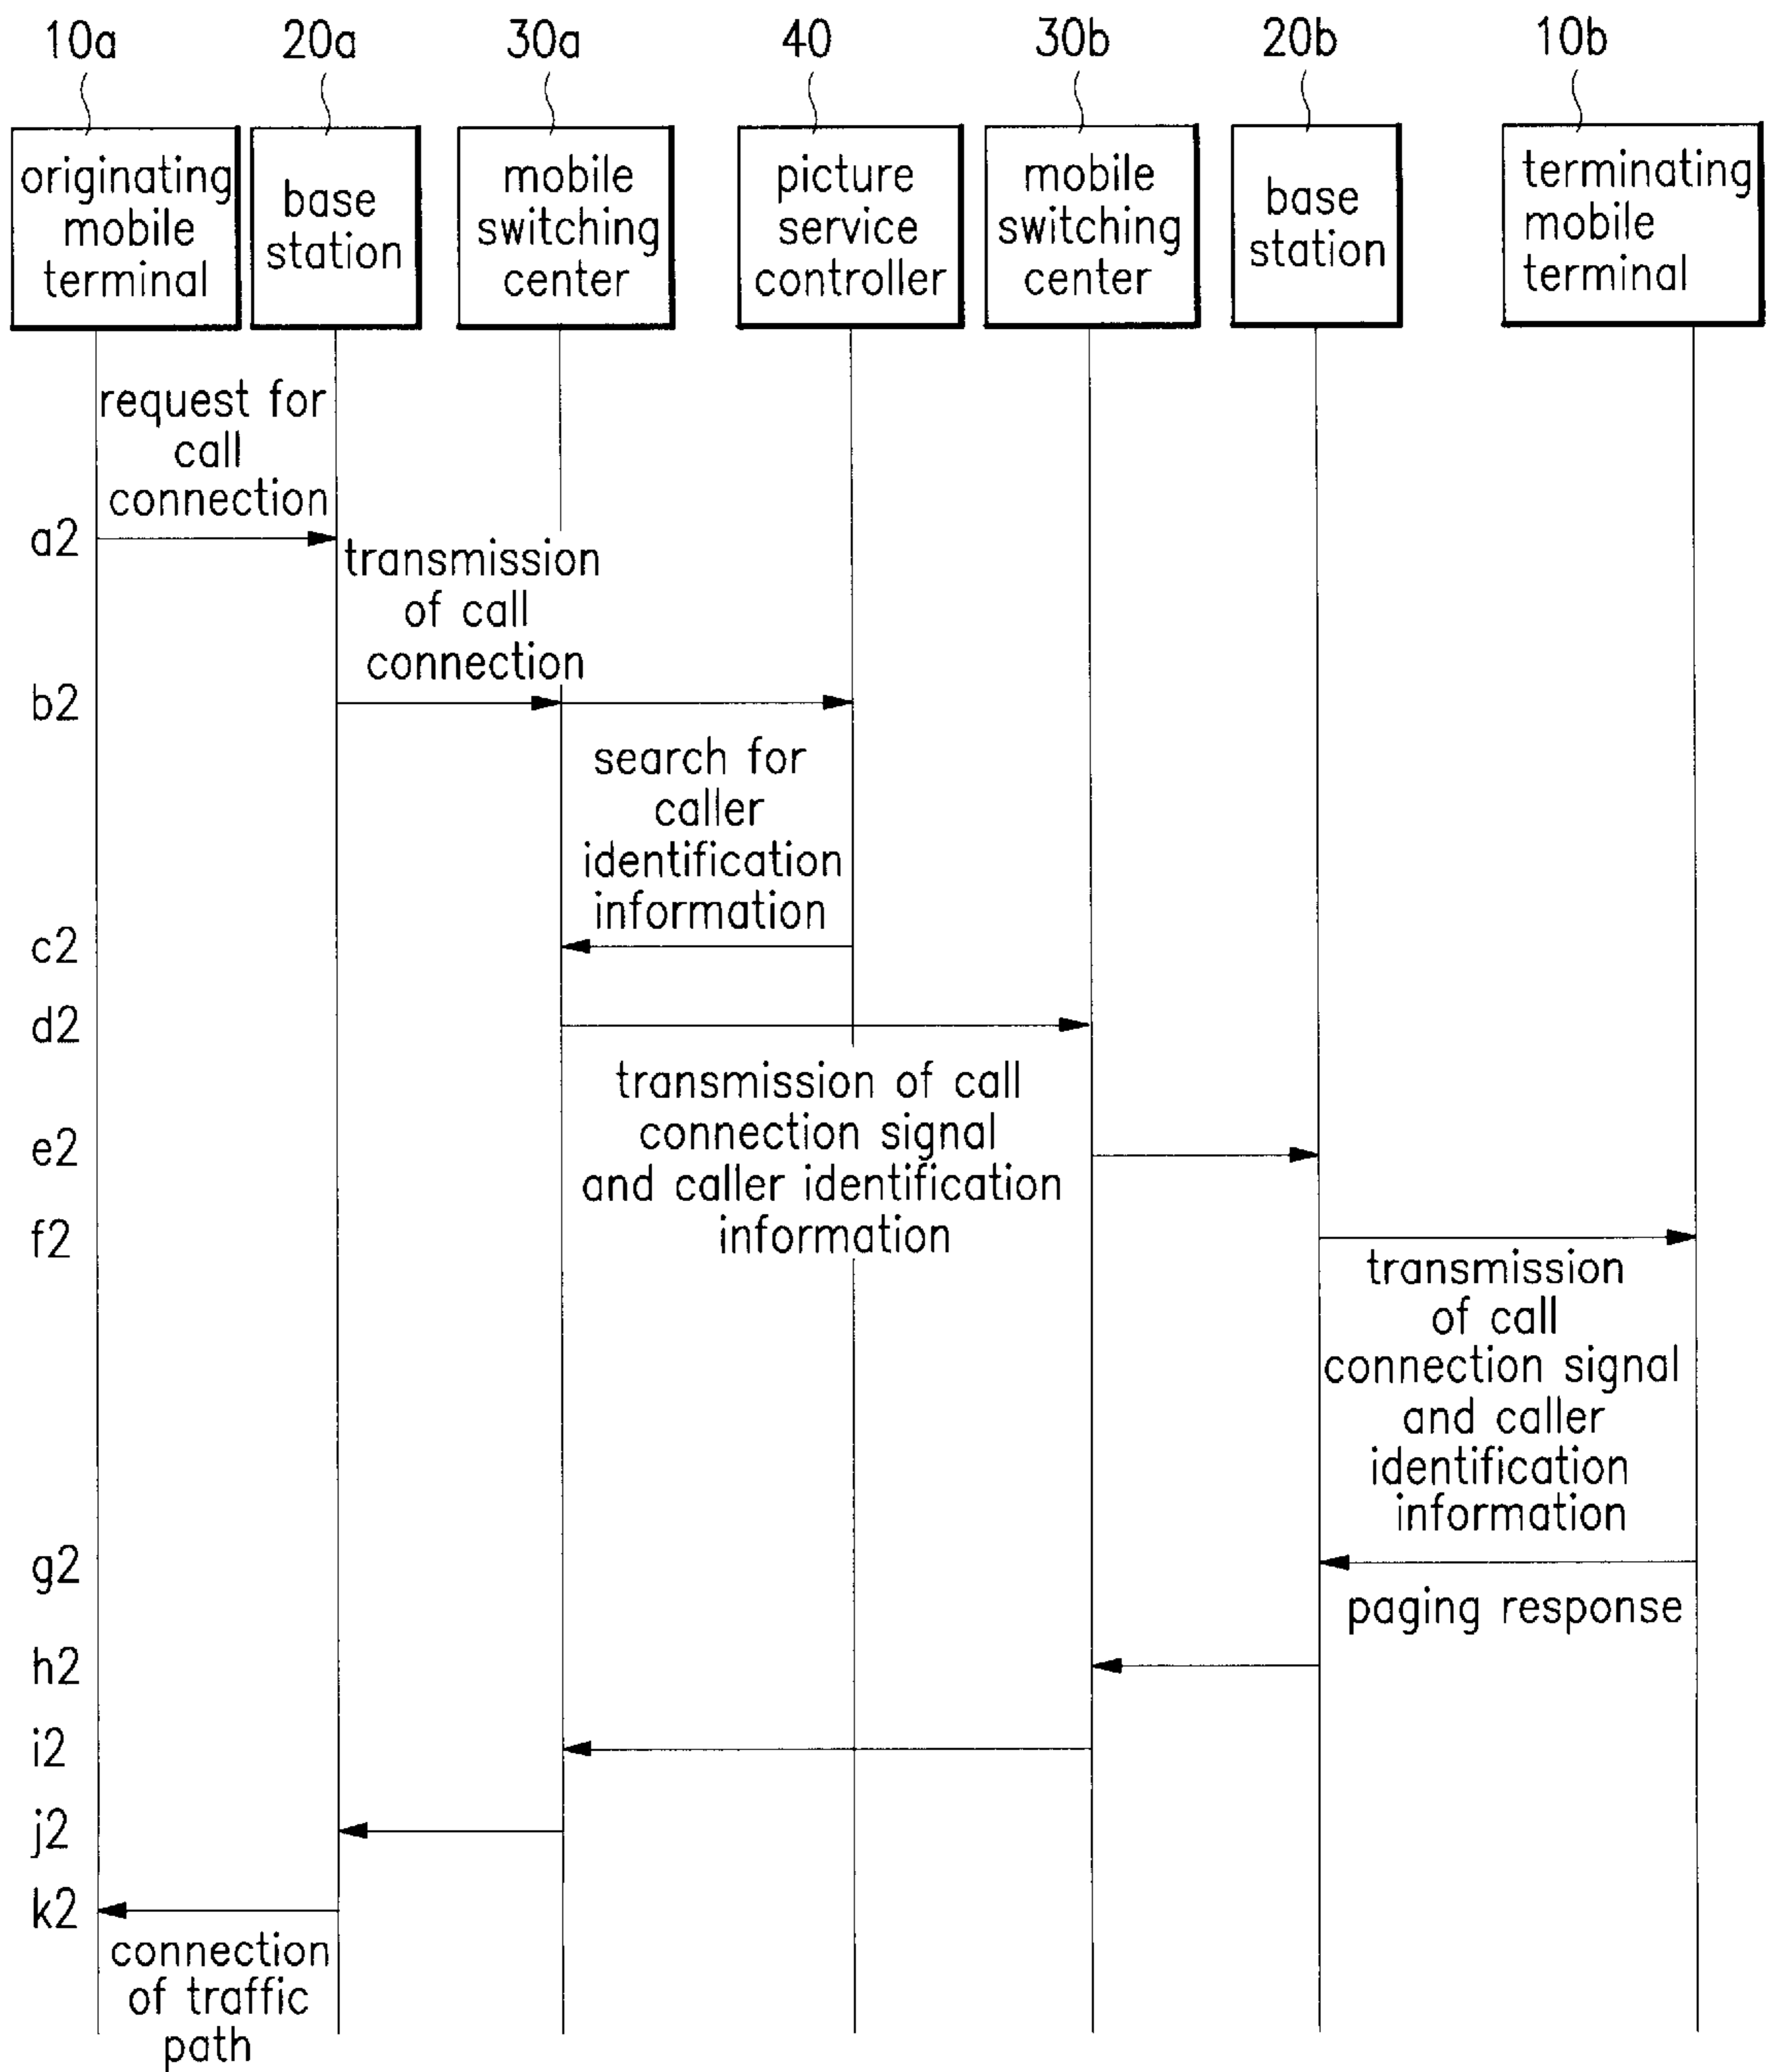 10a 20a 30a 40 30b 20b 10b
originating
mobile
terminal
base
station
mobile
switching
center
picture
service
controller
mobile
switching
center
base
station
terminating
mobile
terminal
request for
call
connection
a2
transmission
of call
connection
b2
search for
caller
identification
information
c2
d2
transmission of call
connection signal
and caller identification
information
e2
f2
transmission
of call
connection signal
and caller
identification
information
g2
paging response
h2
i2
j2
k2
connection
of traffic
path